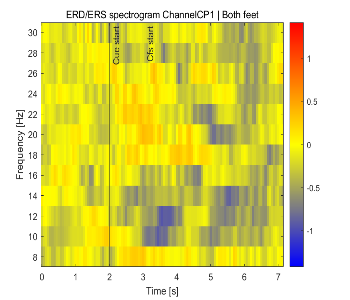 ERD/ERS spectrogram ChannelCP1 | Both feet
Frequency [Hz]
30
28
26
24
22
20
18
16
14
12
10
8
Cue start
Cfs start
1
0.5
0
-0.5
-1
0 1 2 3 4 5 6 7
Time [s]